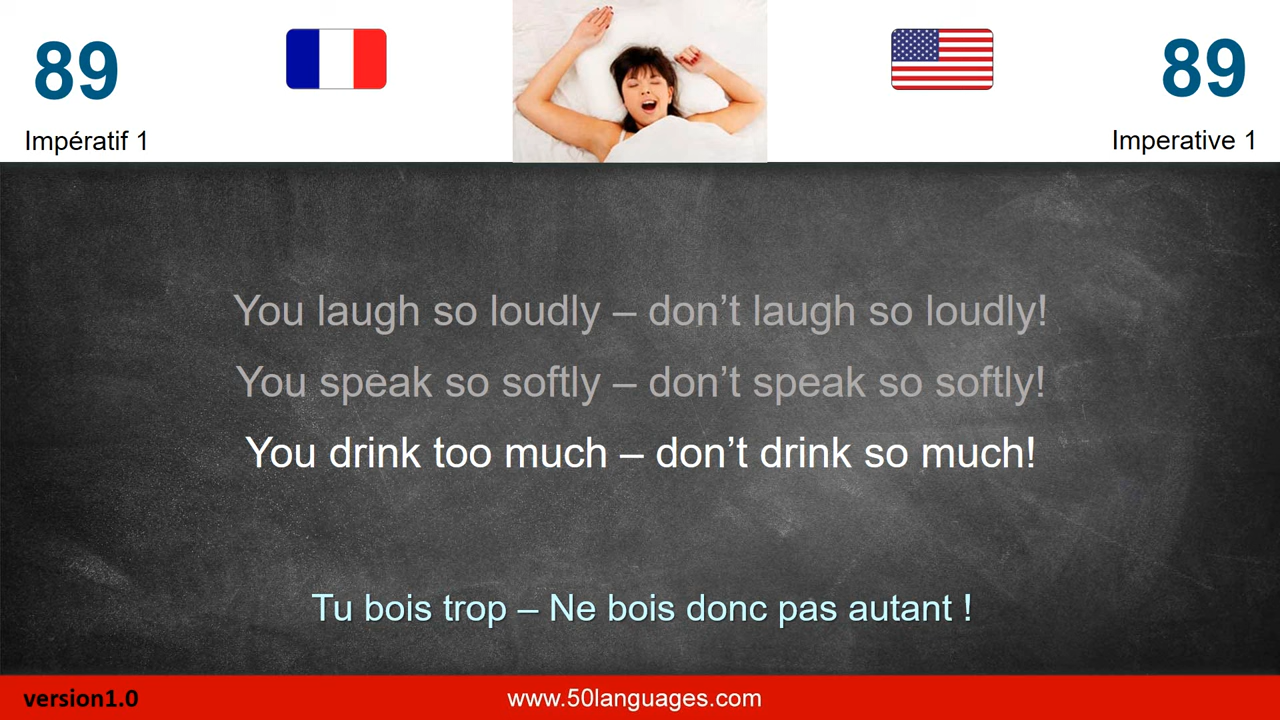 89
89
Impératif 1
Imperative 1
You laugh so loudly – don’t laugh so loudly!
You speak so softly – don’t speak so softly!
You drink too much – don’t drink so much!
Tu bois trop – Ne bois donc pas autant !
version1.0
www.50languages.com